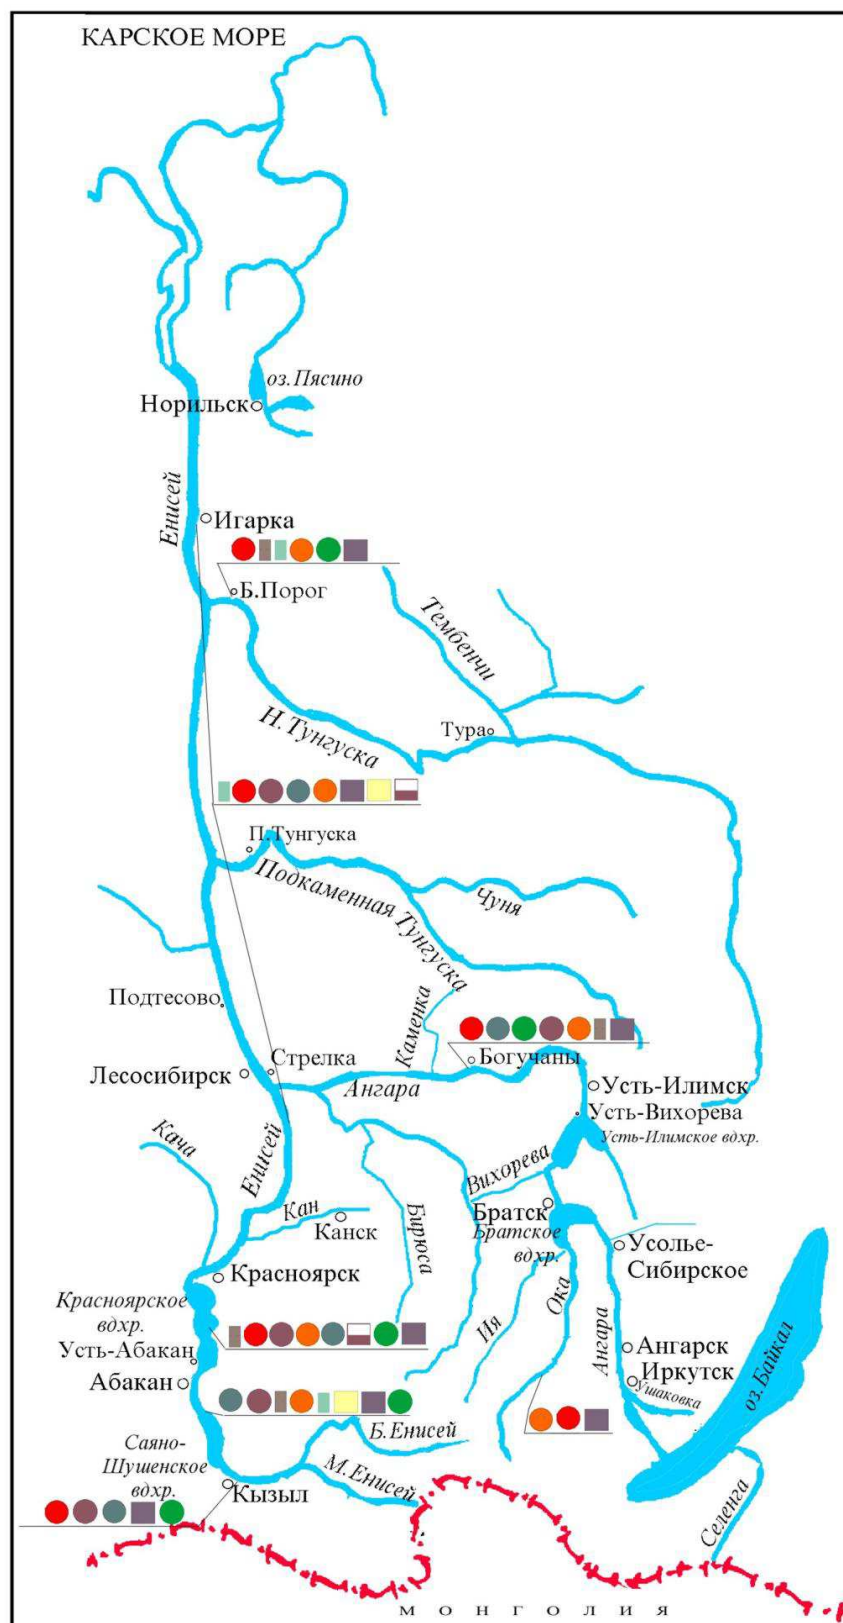 КАРСКОЕ МОРЕ
оз.Пясино
Норильск
Енисей
Игарка
Б.Порог
Тембенчи
Н.Тунгуска
Тура
П.Тунгуска
Подкаменная Тунгуска
Чуня
Подтесово
Каменка
Богучаны
Стрелка
Лесосибирск
Ангара
Усть-Илимск
Усть-Вихорева
Усть-Илимское вдхр.
Кача
Енисей
Вихорева
Кан
Канск
Бирюса
Братск
Братское
вдхр.
Усолье-
Сибирское
Красноярск
Красноярское
вдхр.
Ия
Ока
Ангара
Усть-Абакан
Ангарск
Иркутск
Ушаковка
оз.Байкал
Абакан
Б.Енисей
Саяно-
Шушенское
вдхр.
М.Енисей
Кызыл
Селенга
МОНГОЛИЯ